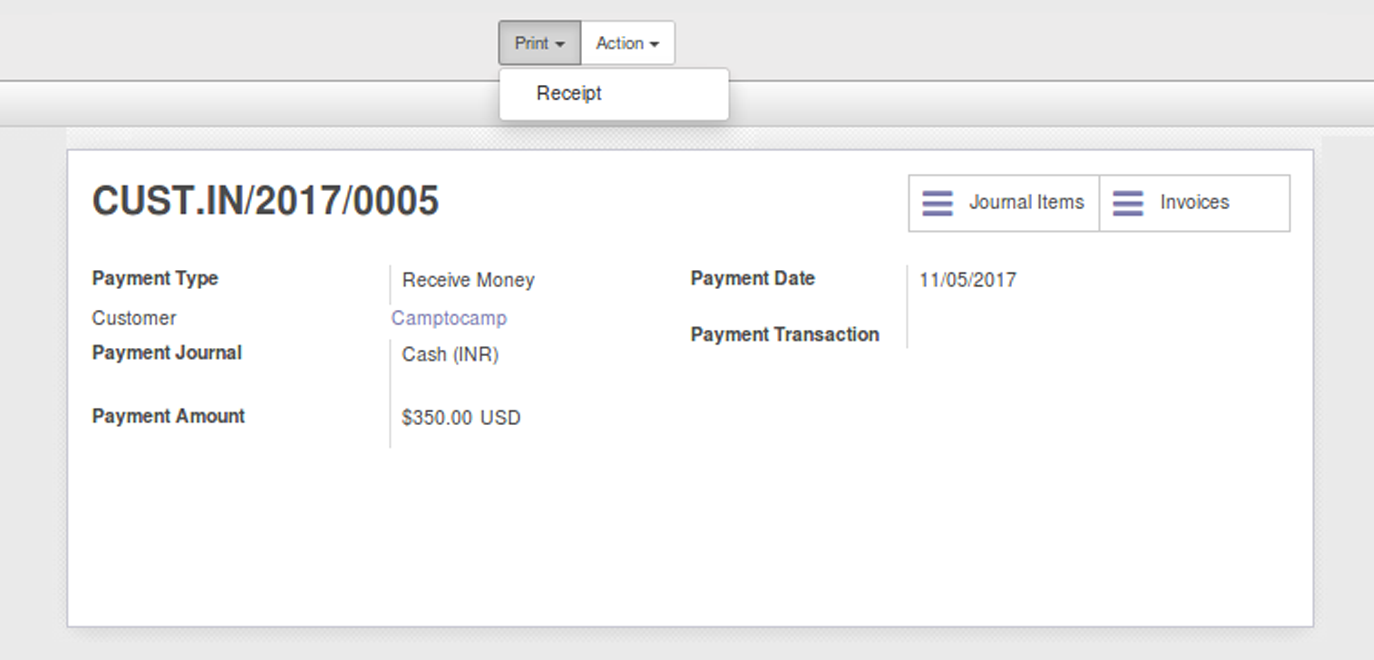 Print Action
Receipt
CUST.IN/2017/0005
Journal Items Invoices
Payment Type Receive Money Payment Date 11/05/2017
Customer Camptocamp
Payment Transaction
Payment Journal Cash (INR)
Payment Amount $350.00 USD